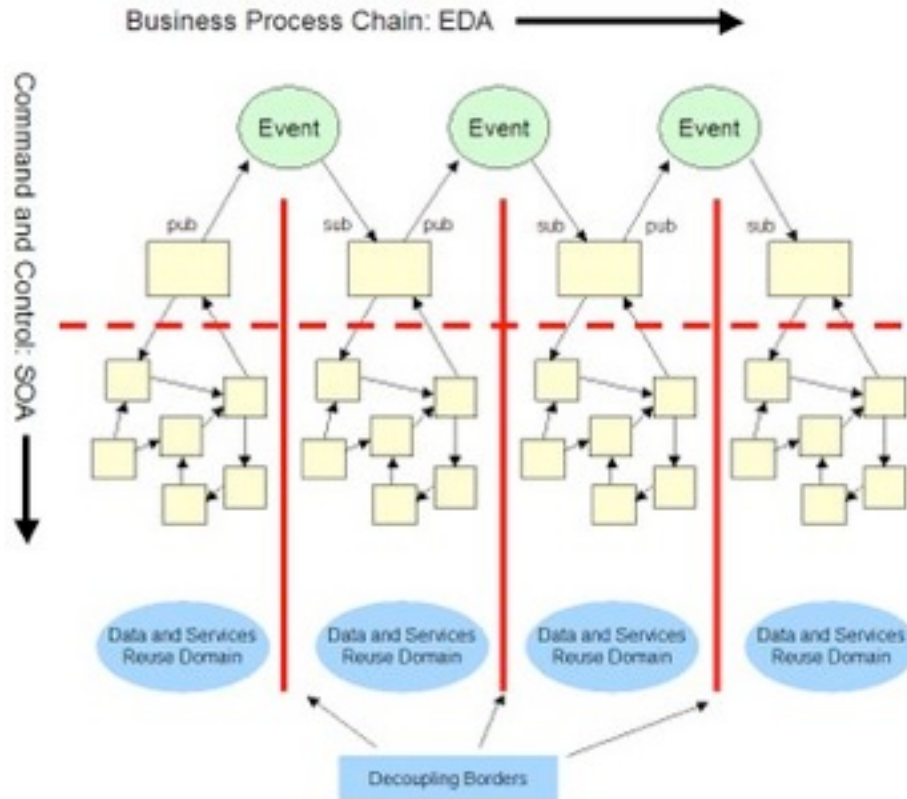 Business Process Chain: EDA
Command and Control: SOA
Event
Event
Event
pub
sub
pub
sub
pub
sub
Data and Services
Reuse Domain
Data and Services
Reuse Domain
Data and Services
Reuse Domain
Data and Services
Reuse Domain
Decoupling Borders